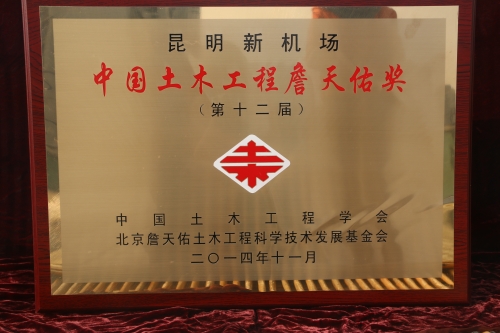 昆明新机场
中国土木工程詹天佑奖
（第十二届）
中国土木工程学会
北京詹天佑土木工程科学技术发展基金会
二〇一四年十一月